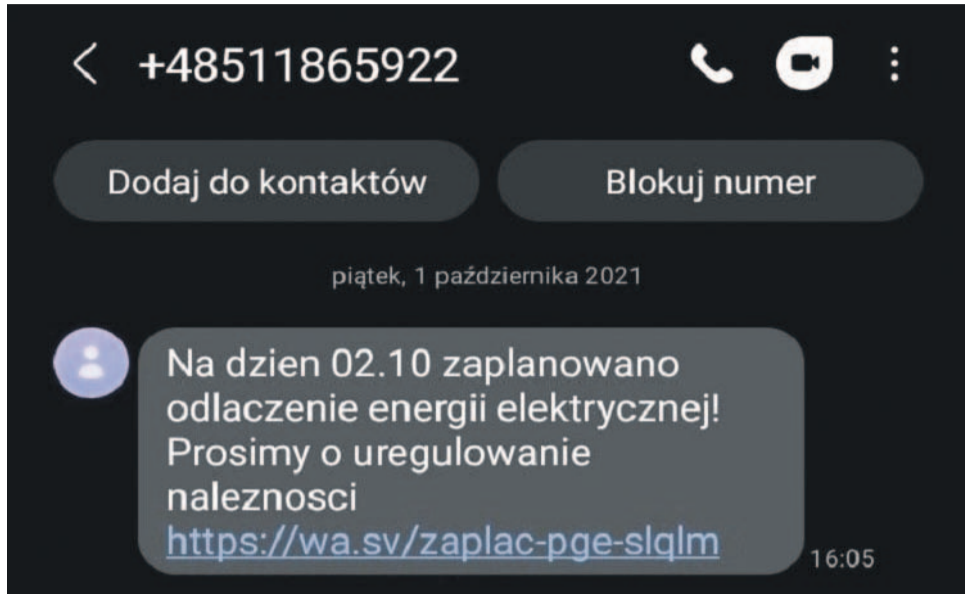 +48511865922
Dodaj do kontaktów
Blokuj numer
piątek, 1 października 2021
Na dzien 02.10 zaplanowano
odlaczenie energii elektrycznej!
Prosimy o uregulowanie
naleznosci
https://wa.sv/zaplac-pge-slqlm
16:05